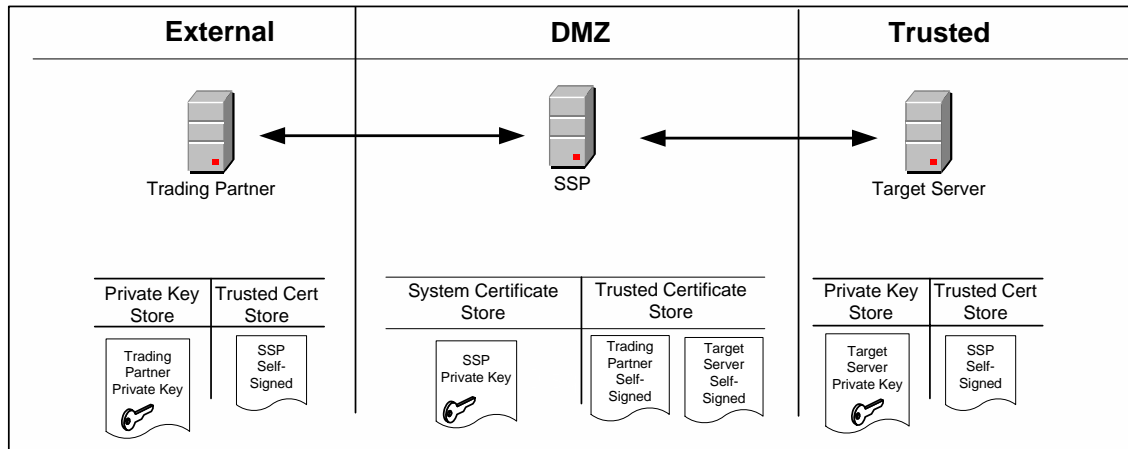 External
DMZ
Trusted
Trading Partner
SSP
Target Server
Private Key
Store
Trusted Cert
Store
System Certificate
Store
Trusted Certificate
Store
Private Key
Store
Trusted Cert
Store
Trading
Partner
Private Key
SSP
Self-
Signed
SSP
Private Key
Trading
Partner
Self-
Signed
Target
Server
Self-
Signed
Target
Server
Private Key
SSP
Self-
Signed